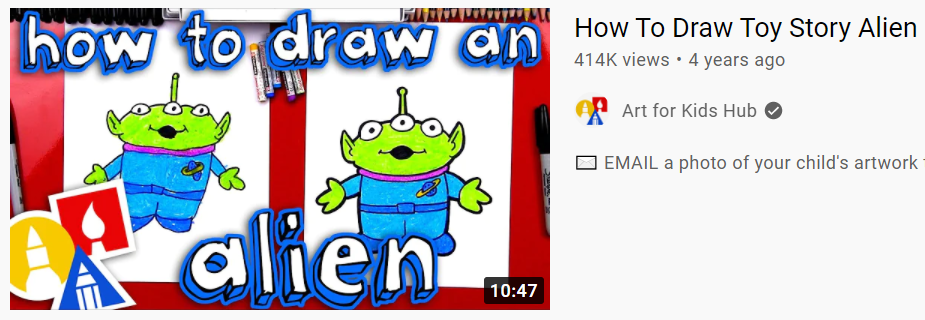 how to draw an
alien
10:47
How To Draw Toy Story Alien
414K views • 4 years ago
Art for Kids Hub
EMAIL a photo of your child's artwork